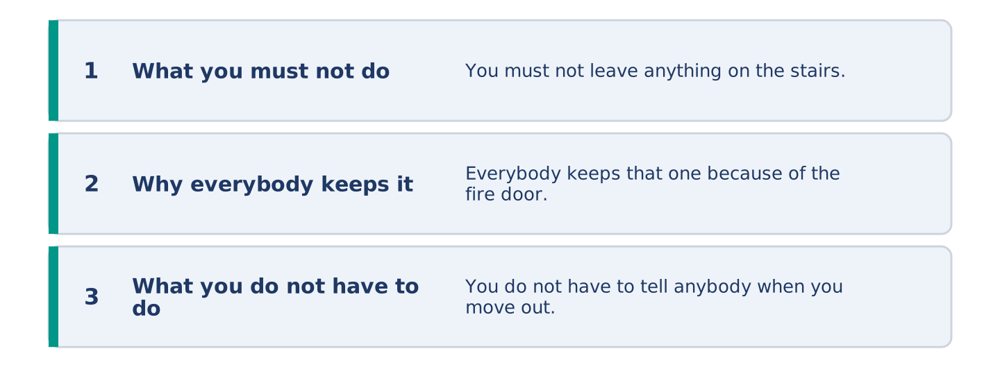 1
What you must not do
You must not leave anything on the stairs.
2
Why everybody keeps it
Everybody keeps that one because of the
fire door.
3
What you do not have to
do
You do not have to tell anybody when you
move out.